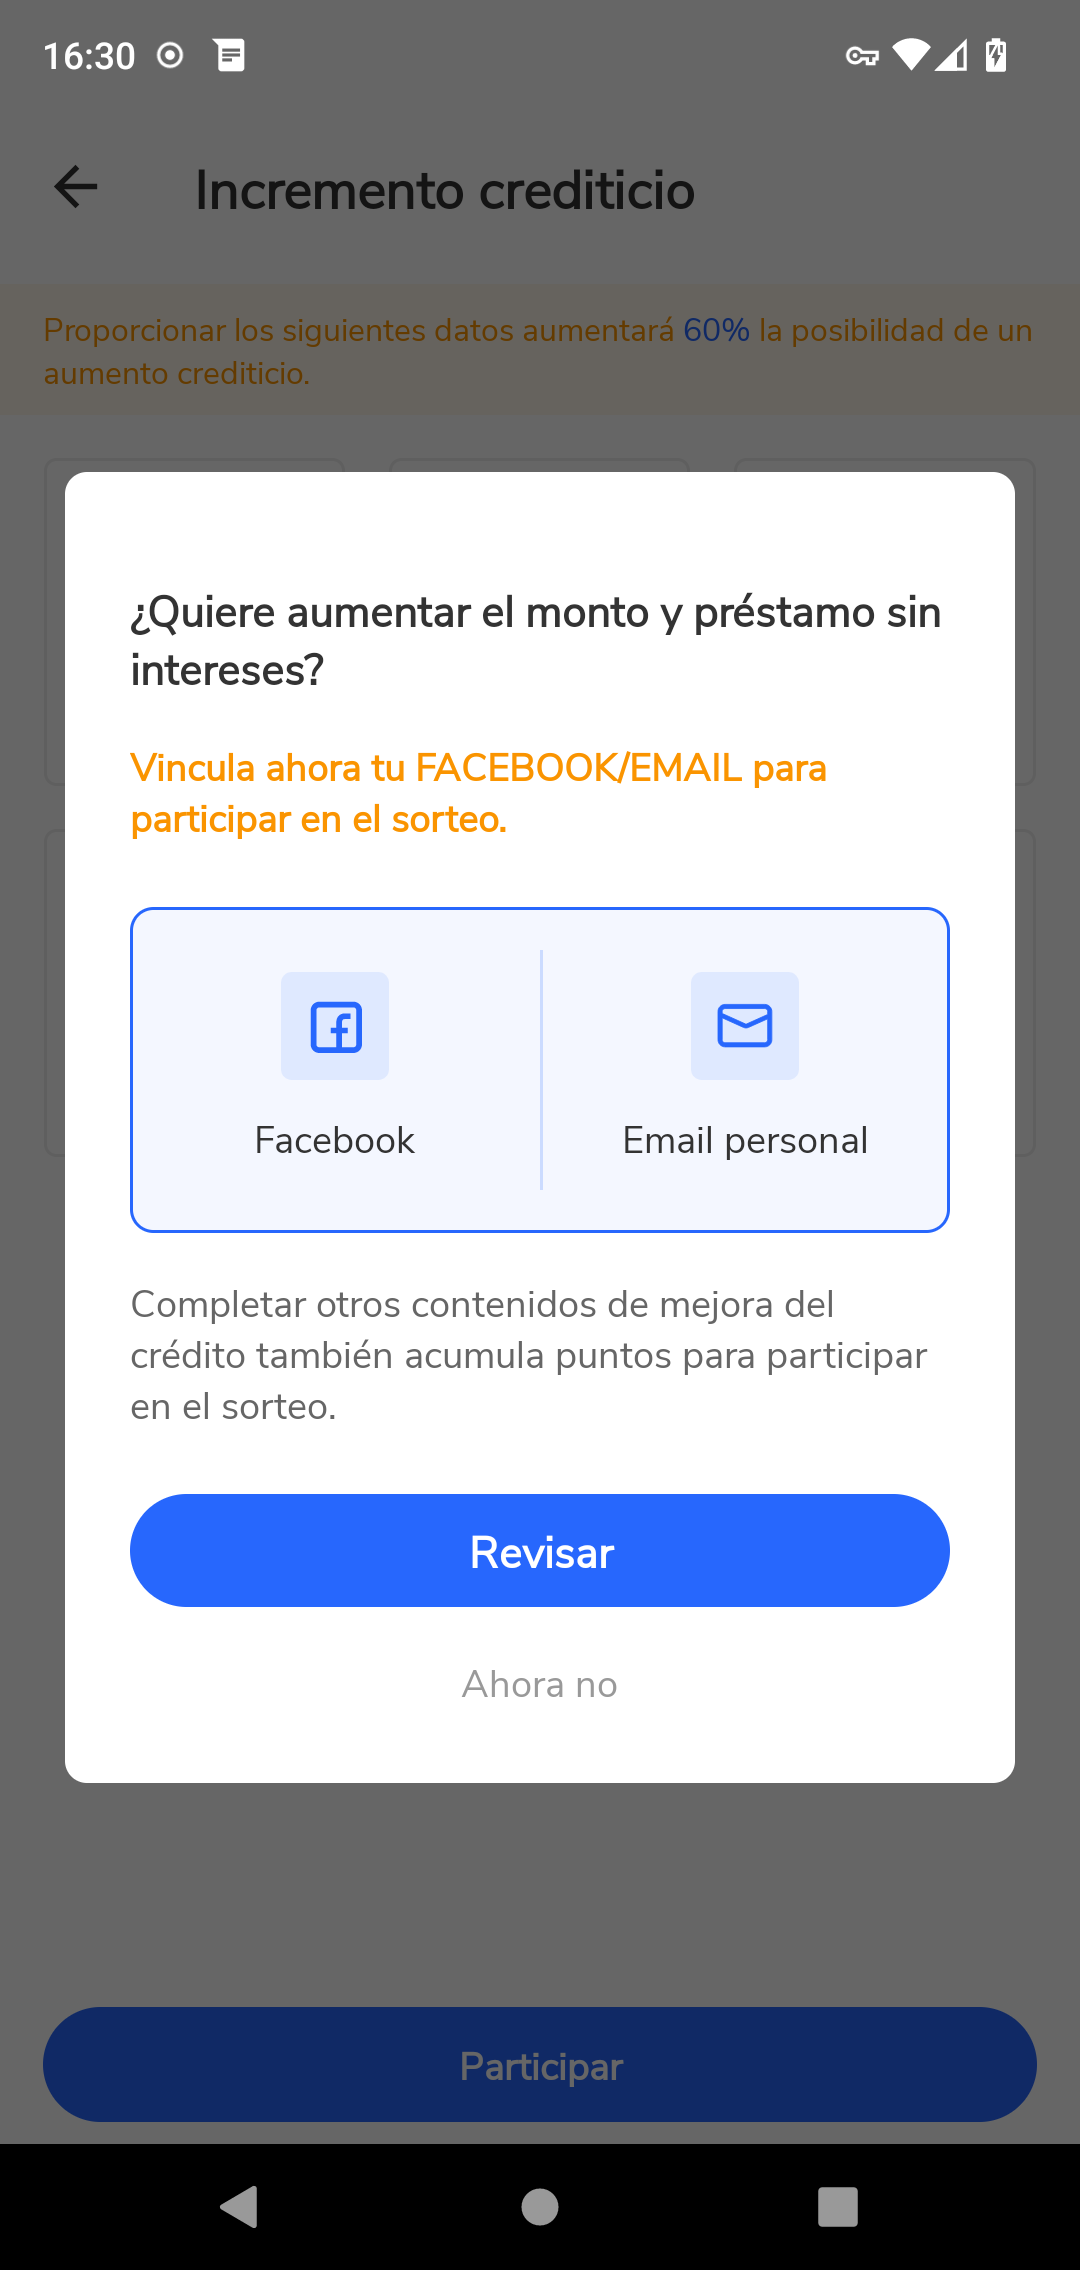 16:30
Incremento crediticio
Proporcionar los siguientes datos aumentará 60% la posibilidad de un
aumento crediticio.
¿Quiere aumentar el monto y préstamo sin
intereses?
Vincula ahora tu FACEBOOK/EMAIL para
participar en el sorteo.
Facebook
Email personal
Completar otros contenidos de mejora del
crédito también acumula puntos para participar
en el sorteo.
Revisar
Ahora no
Participar